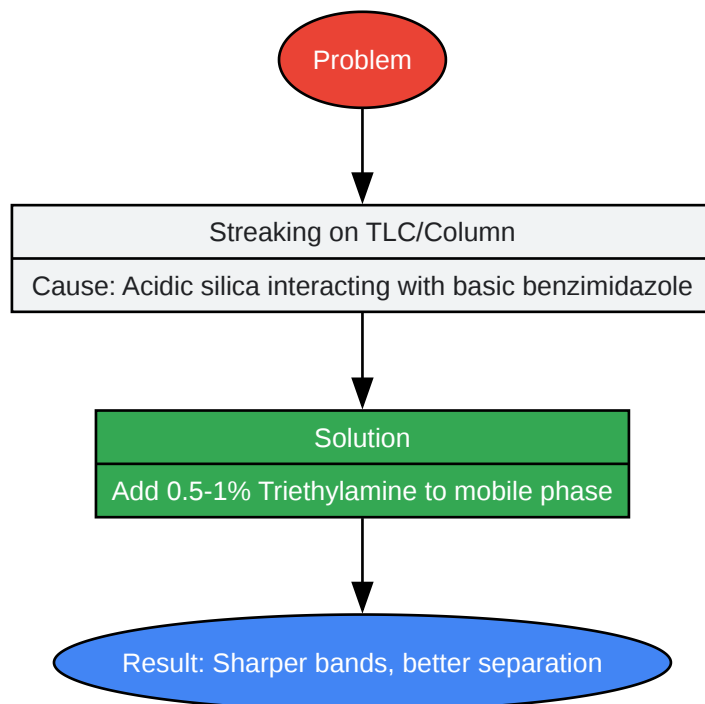 Problem
Streaking on TLC/Column
Cause: Acidic silica interacting with basic benzimidazole
Solution
Add 0.5-1% Triethylamine to mobile phase
Result: Sharper bands, better separation